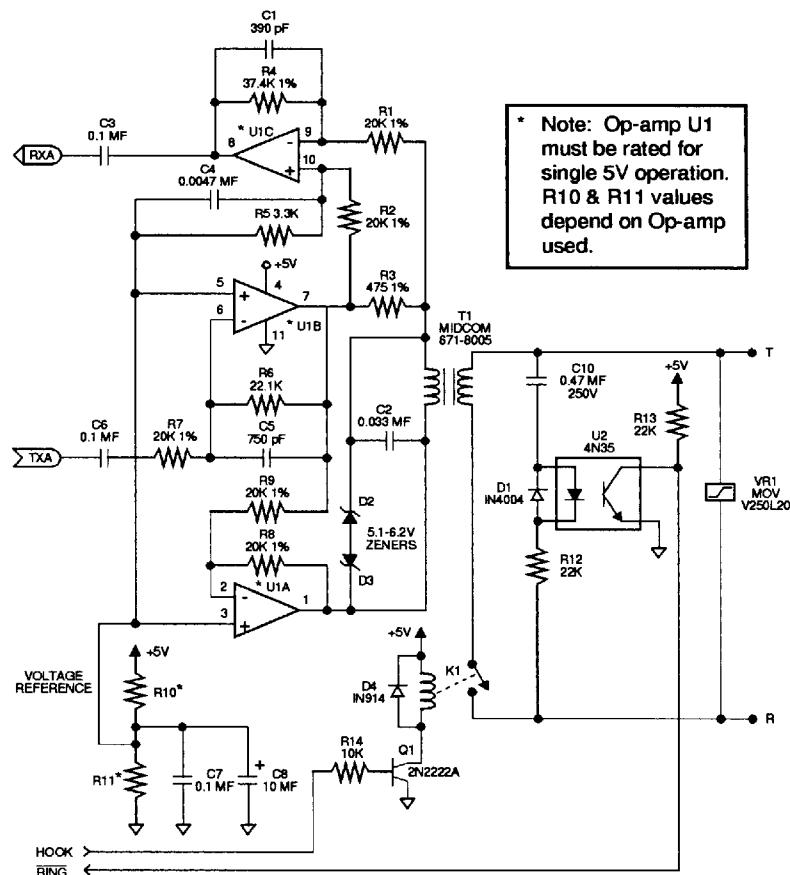 C1
390 pF
R4
37.4K 1%
C3
0.1 MF
* U1C
8
9
10
-
+
R1
20K 1%
RXA
C4
0.0047 MF
R5 3.3K
R2
20K 1%
* Note: Op-amp U1
must be rated for
single 5V operation.
R10 & R11 values
depend on Op-amp
used.
+5V
5
6
4
7
11
+
-
* U1B
R3
475 1%
T1
MIDCOM
671-8005
T
R6
22.1K
C2
0.033 MF
C10
0.47 MF
250V
+5V
R13
22K
U2
4N35
C6
0.1 MF
R7
20K 1%
C5
750 pF
TXA
D1
IN4004
VR1
MOV
V250L20
R9
20K 1%
D2
5.1-6.2V
ZENERS
R8
20K 1%
D3
R12
22K
* U1A
2
3
1
-
+
+5V
VOLTAGE
REFERENCE
R10*
+5V
D4
IN914
K1
R
R14
10K
Q1
2N2222A
R11*
C7
0.1 MF
+
C8
10 MF
HOOK
RING